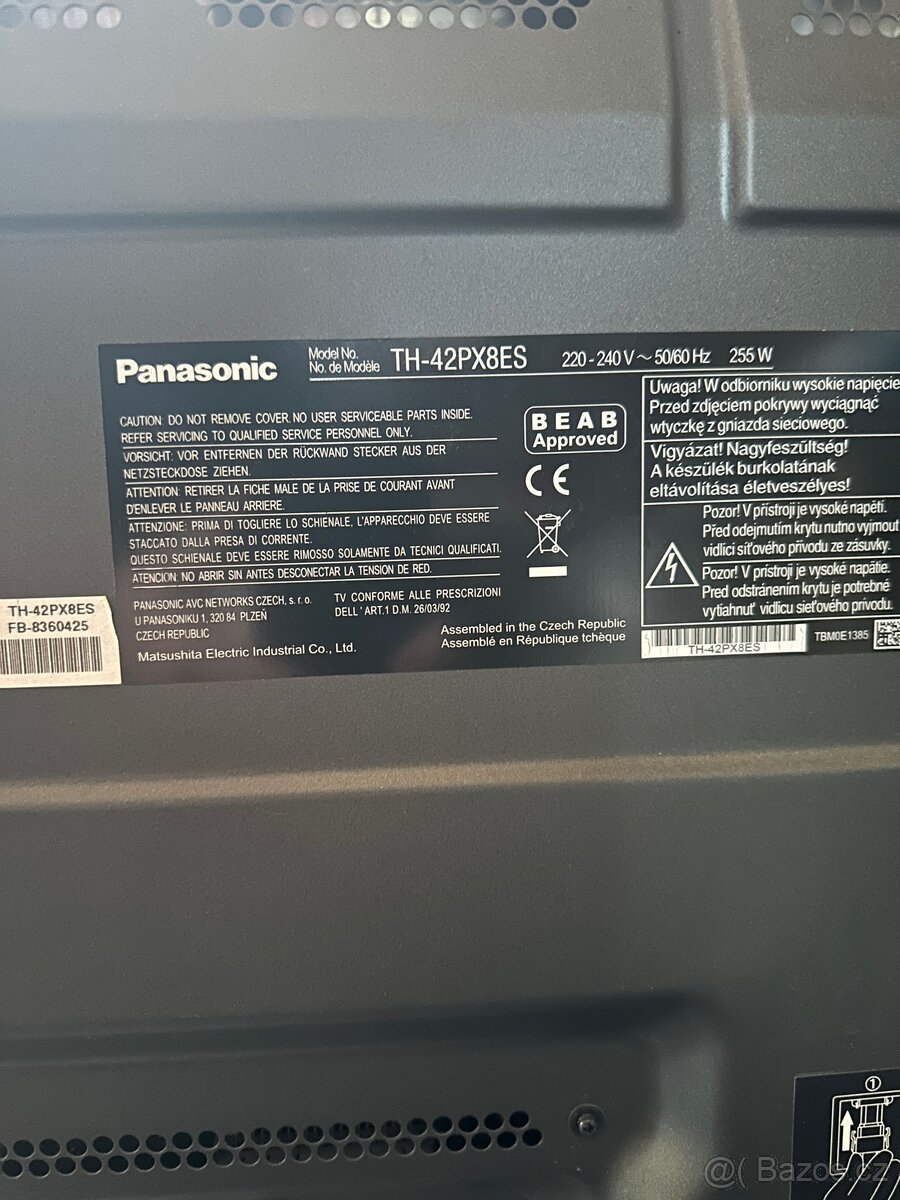 Panasonic
Model No.
No. de Modèle
TH-42PX8ES
220 - 240 V ~ 50/60 Hz 255 W
CAUTION: DO NOT REMOVE COVER. NO USER SERVICEABLE PARTS INSIDE.
REFER SERVICING TO QUALIFIED SERVICE PERSONNEL ONLY.
VORSICHT: VOR ENTFERNEN DER RÜCKWAND STECKER AUS DER
NETZSTECKDOSE ZIEHEN.
ATTENTION: RETIRER LA FICHE MALE DE LA PRISE DE COURANT AVANT
D'ENLEVER LE PANNEAU ARRIERE.
ATTENZIONE: PRIMA DI TOGLIERE LO SCHIENALE, L'APPARECCHIO DEVE ESSERE
STACCATO DALLA PRESA DI CORRENTE.
QUESTO SCHIENALE DEVE ESSERE RIMOSSO SOLAMENTE DA TECNICI QUALIFICATI.
ATENCION: NO ABRIR SIN ANTES DESCONECTAR LA TENSION DE RED.
PANASONIC AVC NETWORKS CZECH, s. r. o.
U PANASONIKU 1, 320 84 PLZEŇ
CZECH REPUBLIC
TV CONFORME ALLE PRESCRIZIONI
DELL 'ART.1 D.M. 26/03/92
Matsushita Electric Industrial Co., Ltd.
Assembled in the Czech Republic
Assemblé en République tchèque
BEAB
Approved
CE
Uwaga! W odbiorniku wysokie napięcie
Przed zdjęciem pokrywy wyciągnąć
wtyczkę z gniazda sieciowego.
Vigyázat! Nagyfeszültség!
A készülék burkolatának
eltávolítása életveszélyes!
Pozor! V přístroji je vysoké napětí.
Před odejmutím krytu nutno vyjmout
vidlici síťového přívodu ze zásuvky.
Pozor! V prístroji je vysoké napätie.
Pred odstránením krytu je potrebné
vytiahnuť vidlicu sieťového prívodu.
TH-42PX8ES
TBM0E1385
TH-42PX8ES
FB-8360425
1
@( Bazos.cz